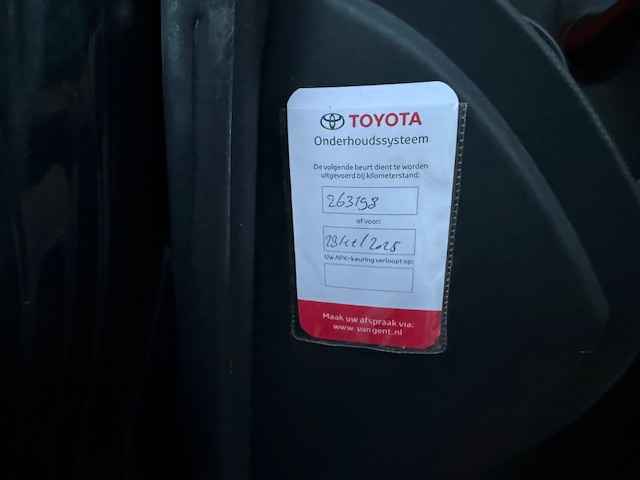 TOYOTA
Onderhoudssysteem
De volgende beurt dient te worden
uitgevoerd bij kilometerstand:
263198
of voor:
Uw APK-keuring verloopt op:
Maak uw afspraak via:
www.vangent.nl